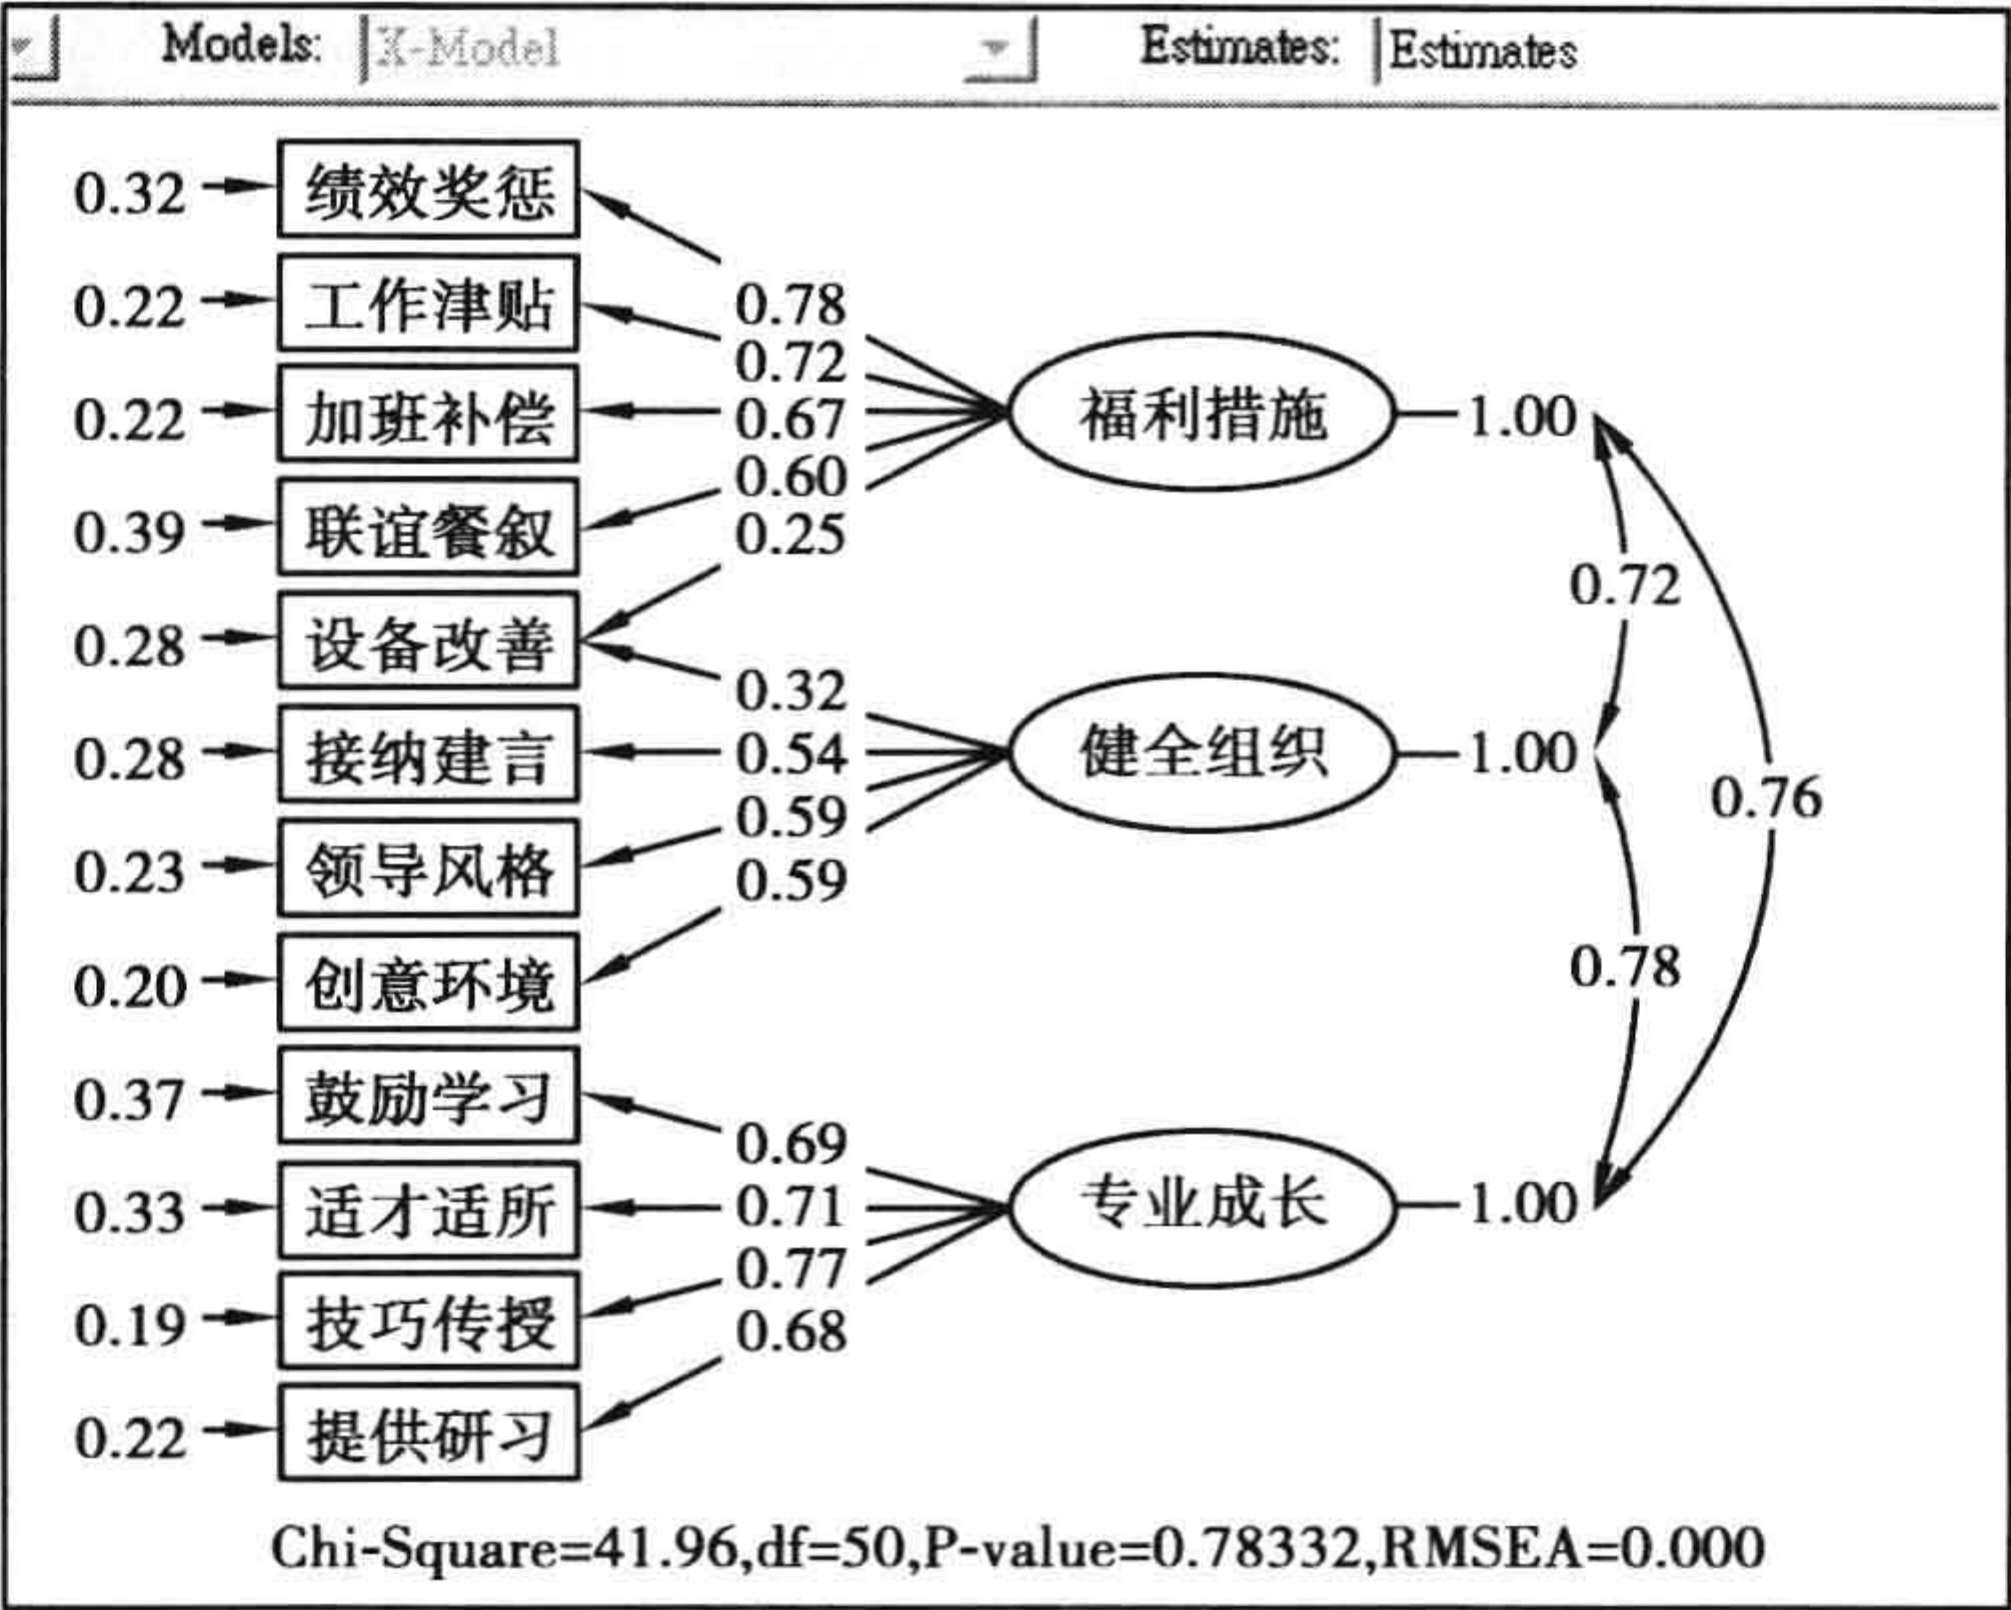 Models: X-Model Estimates: Estimates
0.32 绩效奖惩
0.22 工作津贴 0.78
0.72
0.22 加班补偿 0.67 福利措施 1.00
0.60
0.39 联谊餐叙 0.25
0.72
0.28 设备改善
0.32
0.28 接纳建言 0.54 健全组织 1.00
0.76
0.59
0.23 领导风格 0.59
0.78
0.20 创意环境
0.37 鼓励学习
0.69
0.33 适才适所 0.71 专业成长 1.00
0.77
0.19 技巧传授 0.68
0.22 提供研习
Chi-Square=41.96,df=50,P-value=0.78332,RMSEA=0.000